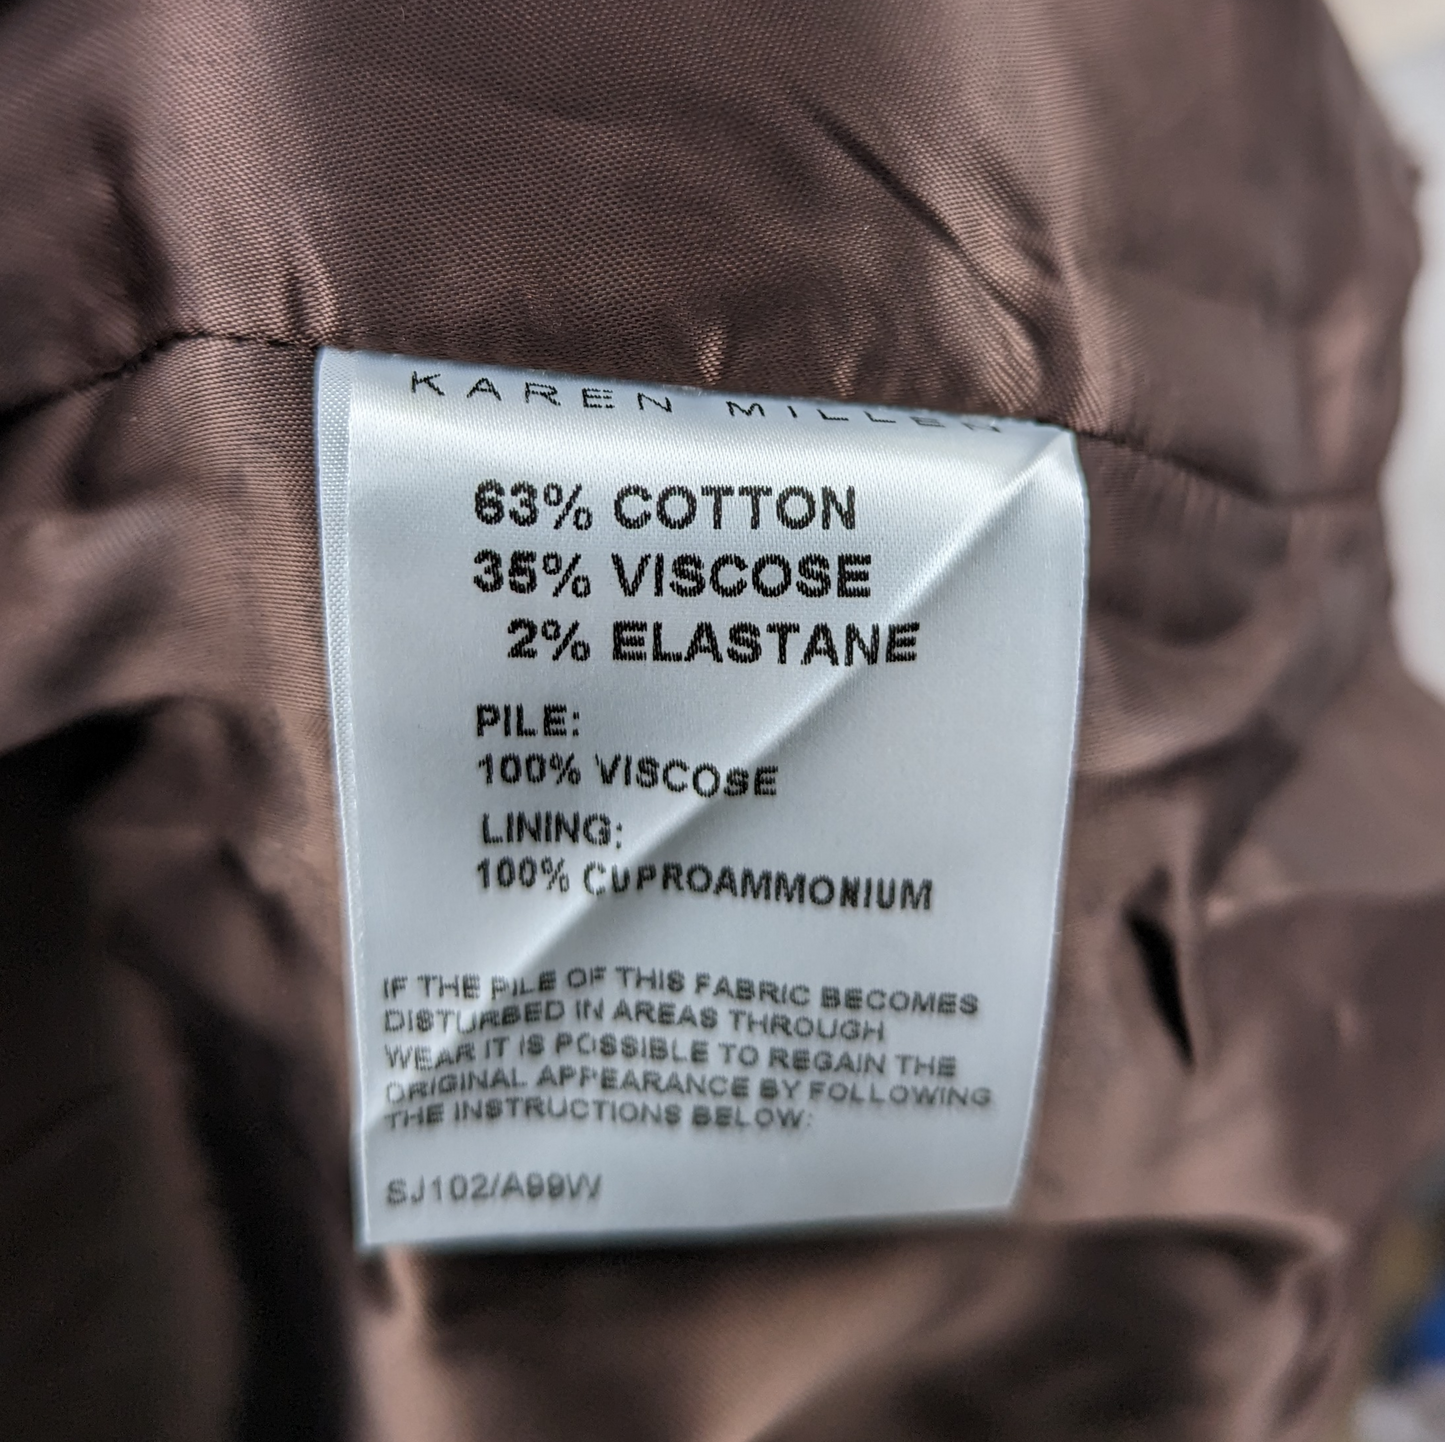 KAREN MILLEN
63% COTTON
35% VISCOSE
2% ELASTANE
PILE:
100% VISCOSE
LINING:
100% CUPROAMMONIUM
IF THE PILE OF THIS FABRIC BECOMES
DISTURBED IN AREAS THROUGH
WEAR IT IS POSSIBLE TO REGAIN THE
ORIGINAL APPEARANCE BY FOLLOWING
THE INSTRUCTIONS BELOW:
SJ102/A99W